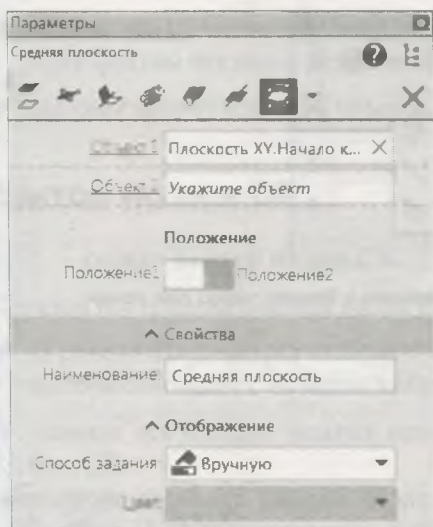 Параметры
Средняя плоскость
Объект 1 Плоскость XY.Начало к...
Объект 2 Укажите объект
Положение
Положение1 Положение2
Свойства
Наименование Средняя плоскость
Отображение
Способ задания Вручную
Цвет